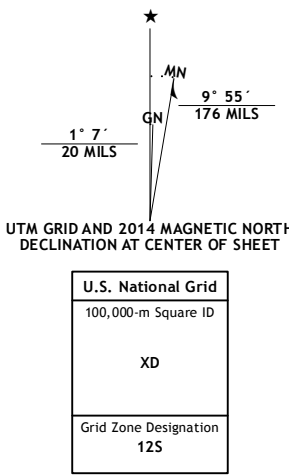 ★
MN
GN
9° 55´
176 MILS
1° 7´
20 MILS
UTM GRID AND 2014 MAGNETIC NORTH
DECLINATION AT CENTER OF SHEET
U.S. National Grid
100,000-m Square ID
XD
Grid Zone Designation
12S